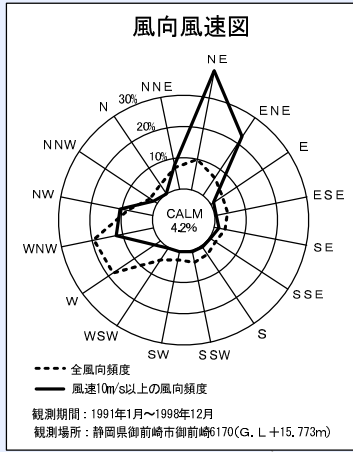 風向風速図
NE
NNE
ENE
N
30%
E
20%
NNW
10%
NW
ESE
CALM
4.2%
WNW
SE
W
SSE
WSW
S
SW
SSW
全風向頻度
風速10m/s以上の風向頻度
観測期間：1991年1月～1998年12月
観測場所：静岡県御前崎市御前崎6170(G.L+15.773m)